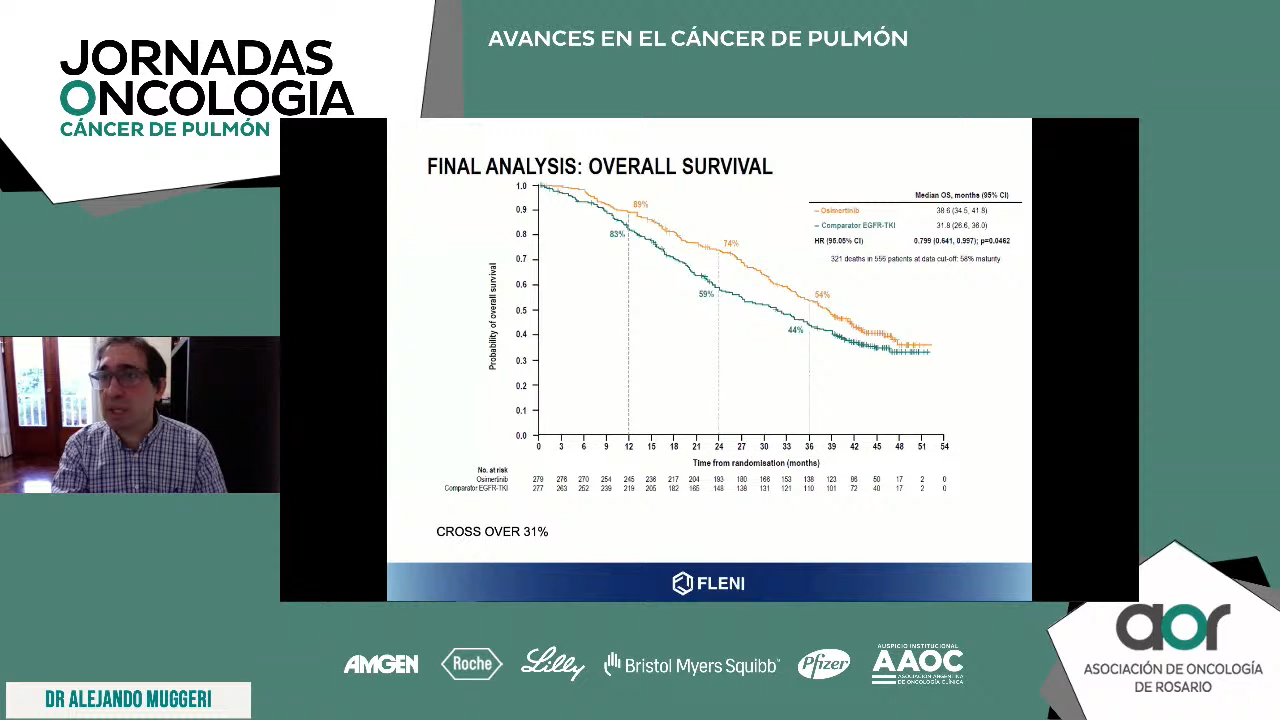 JORNADAS
ONCOLOGIA
CÁNCER DE PULMÓN
AVANCES EN EL CÁNCER DE PULMÓN
FINAL ANALYSIS: OVERALL SURVIVAL
Median OS, months (95% CI)
– Osimertinib 38.6 (34.5, 41.8)
– Comparator EGFR-TKI 31.8 (26.6, 36.0)
HR (95.05% CI) 0.799 (0.641, 0.997); p=0.0462
321 deaths in 556 patients at data cut-off: 58% maturity
Probability of overall survival
1.0
0.9
0.8
0.7
0.6
0.5
0.4
0.3
0.2
0.1
0.0
89%
83%
74%
59%
54%
44%
0 3 6 9 12 15 18 21 24 27 30 33 36 39 42 45 48 51 54
Time from randomisation (months)
No. at risk
Osimertinib 279 276 270 254 245 236 217 204 193 180 166 153 138 123 86 50 17 2 0
Comparator EGFR-TKI 277 263 252 239 219 205 182 165 148 138 131 121 110 101 72 40 17 2 0
CROSS OVER 31%
FLENI
AMGEN
Roche
Lilly
Bristol Myers Squibb™
Pfizer
AUSPICIO INSTITUCIONAL
AAOC
ASOCIACIÓN ARGENTINA
DE ONCOLOGÍA CLÍNICA
aor
ASOCIACIÓN DE ONCOLOGÍA
DE ROSARIO
DR ALEJANDO MUGGERI